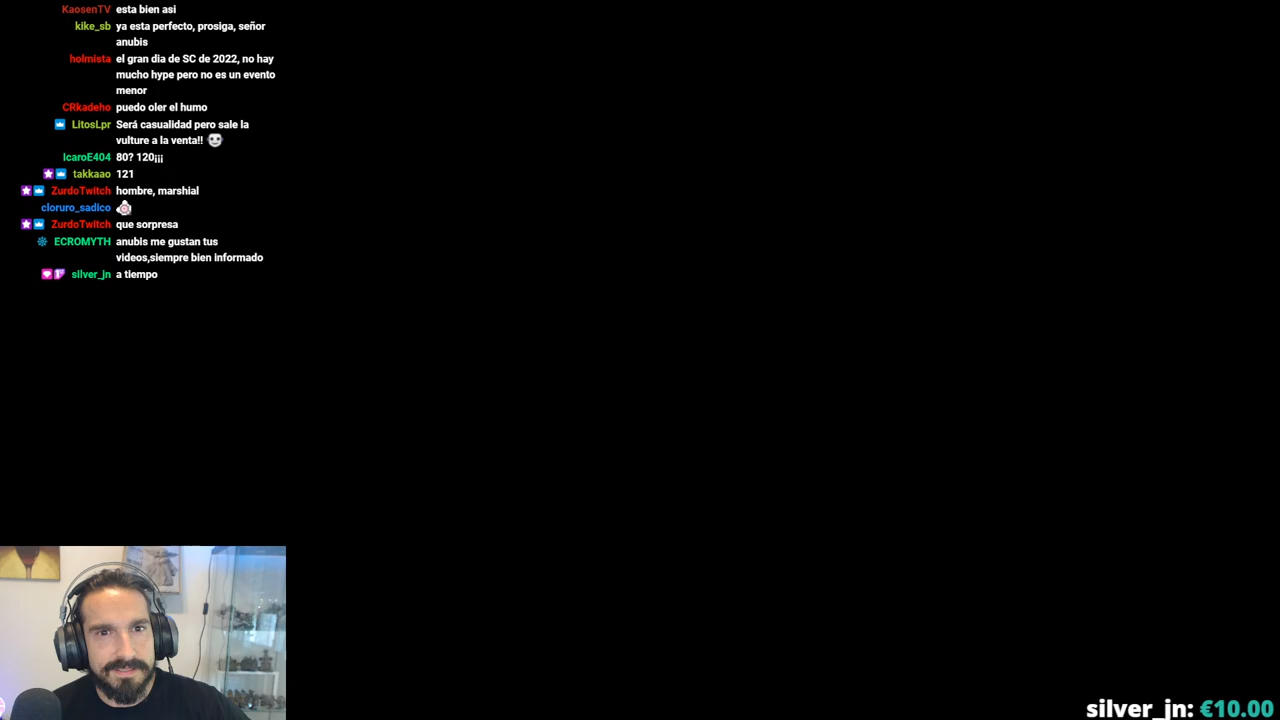 KaosenTV esta bien asi
kike_sb ya esta perfecto, prosiga, señor
anubis
holmista el gran dia de SC de 2022, no hay
mucho hype pero no es un evento
menor
CRkadeho puedo oler el humo
LitosLpr Será casualidad pero sale la
vulture a la venta!!
IcaroE404 80? 120¡¡¡
takkaao 121
ZurdoTwitch hombre, marshial
cloruro_sadico
ZurdoTwitch que sorpresa
ECROMYTH anubis me gustan tus
videos,siempre bien informado
silver_jn a tiempo
silver_jn: €10.00